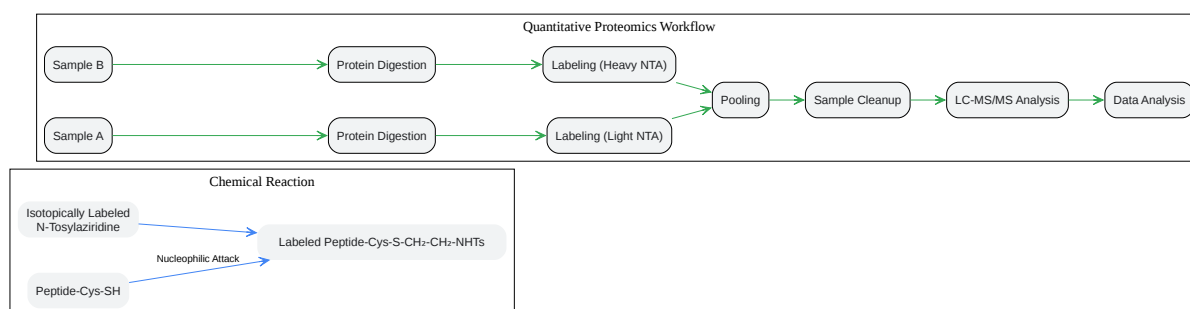 Quantitative Proteomics Workflow
Sample B
Protein Digestion
Labeling (Heavy NTA)
Pooling
Sample Cleanup
LC-MS/MS Analysis
Data Analysis
Sample A
Protein Digestion
Labeling (Light NTA)
Chemical Reaction
Isotopically Labeled
N-Tosylaziridine
Labeled Peptide-Cys-S-CH₂-CH₂-NHTs
Nucleophilic Attack
Peptide-Cys-SH